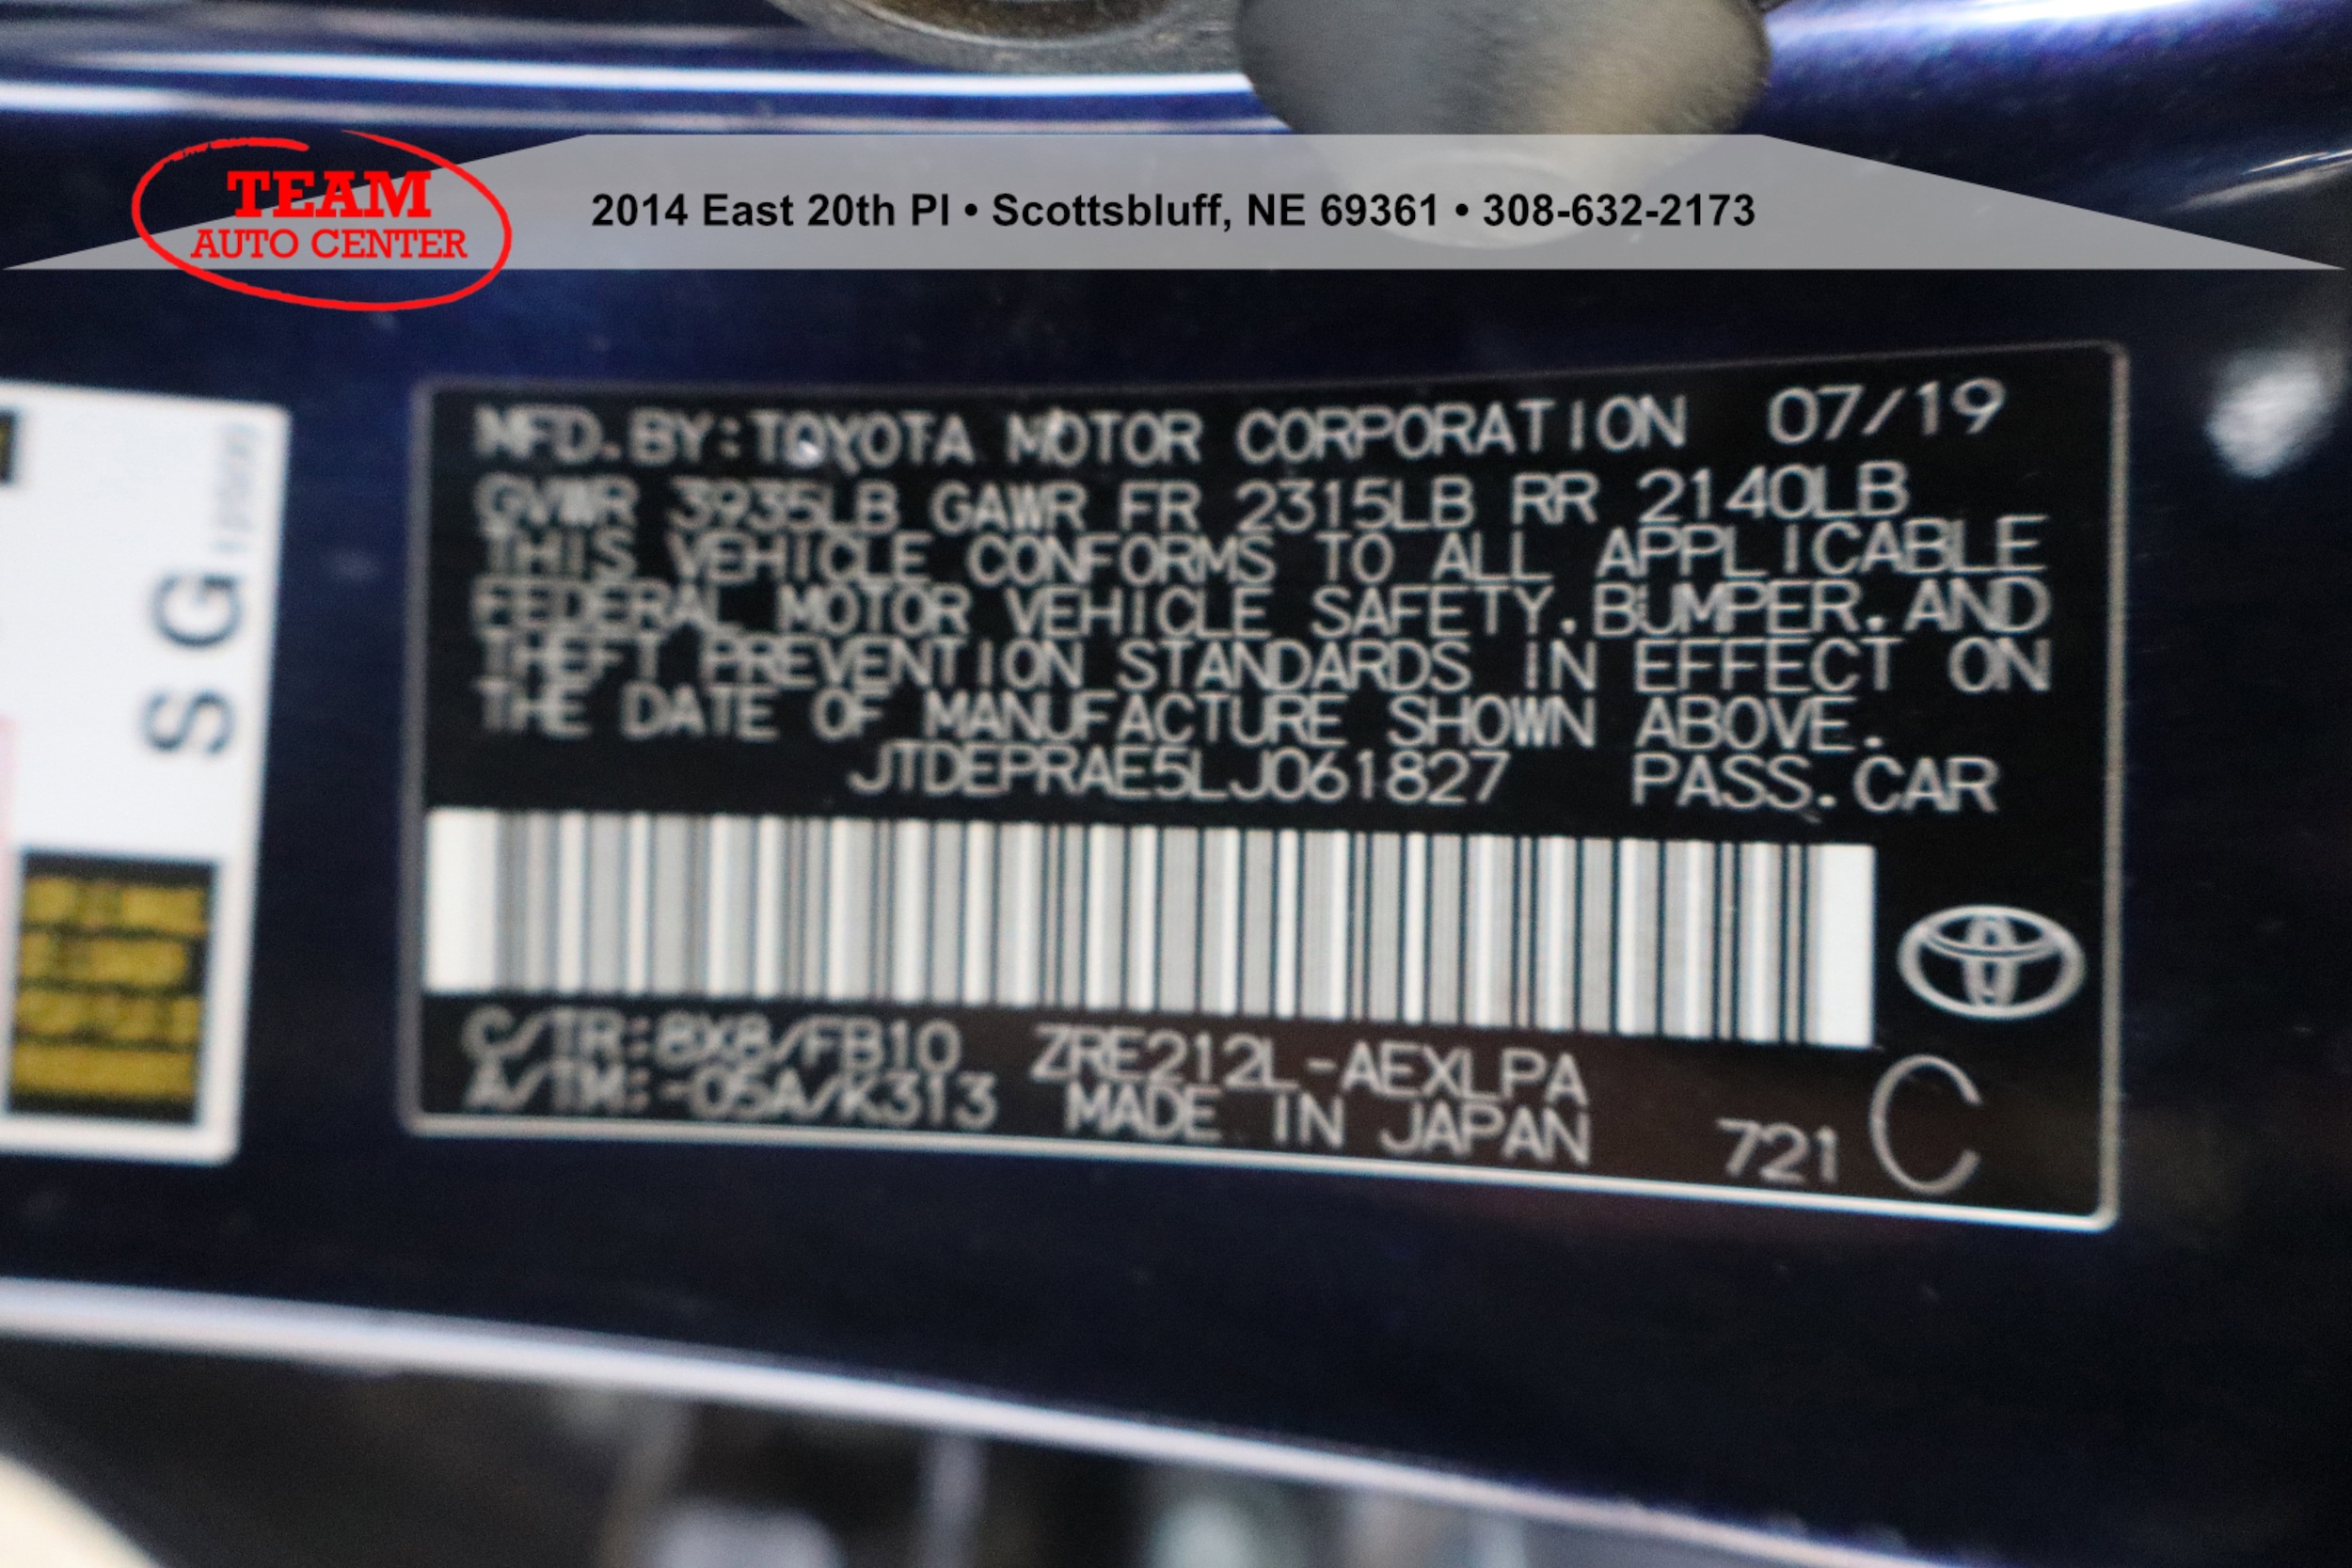 TEAM
AUTO CENTER
2014 East 20th Pl • Scottsbluff, NE 69361 • 308-632-2173
MFD.BY:TOYOTA MOTOR CORPORATION 07/19
GVWR 3935LB GAWR FR 2315LB RR 2140LB
THIS VEHICLE CONFORMS TO ALL APPLICABLE
FEDERAL MOTOR VEHICLE SAFETY.BUMPER.AND
THEFT PREVENTION STANDARDS IN EFFECT ON
THE DATE OF MANUFACTURE SHOWN ABOVE.
JTDEPRAE5LJ061827 PASS.CAR
C/TR:8X8/FB10 ZRE212L-AEXLPA
A/TM:-05A/K313 MADE IN JAPAN 721 C
S G